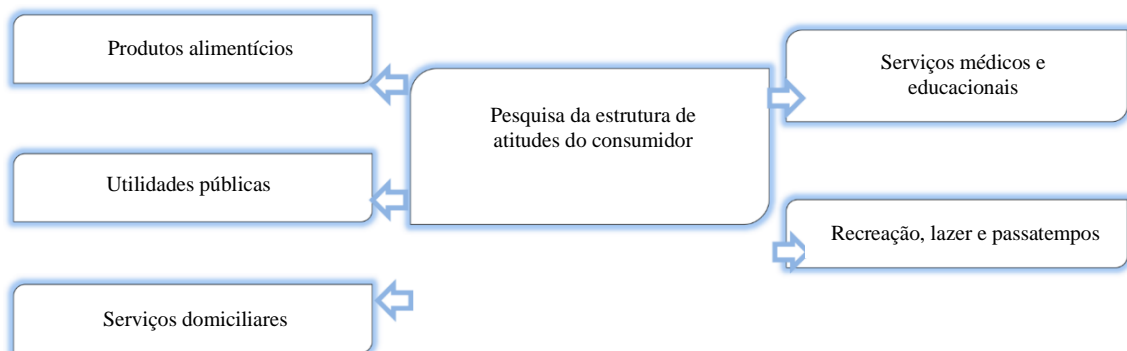 Produtos alimentícios
Utilidades públicas
Serviços domiciliares
Pesquisa da estrutura de
atitudes do consumidor
Serviços médicos e
educacionais
Recreação, lazer e passatempos